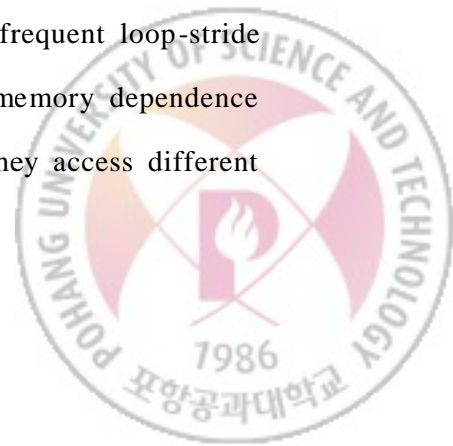 frequent loop-stride
memory dependence
hey access different
POHANG UNIVERSITY OF SCIENCE AND TECHNOLOGY
P
1986
포항공과대학교